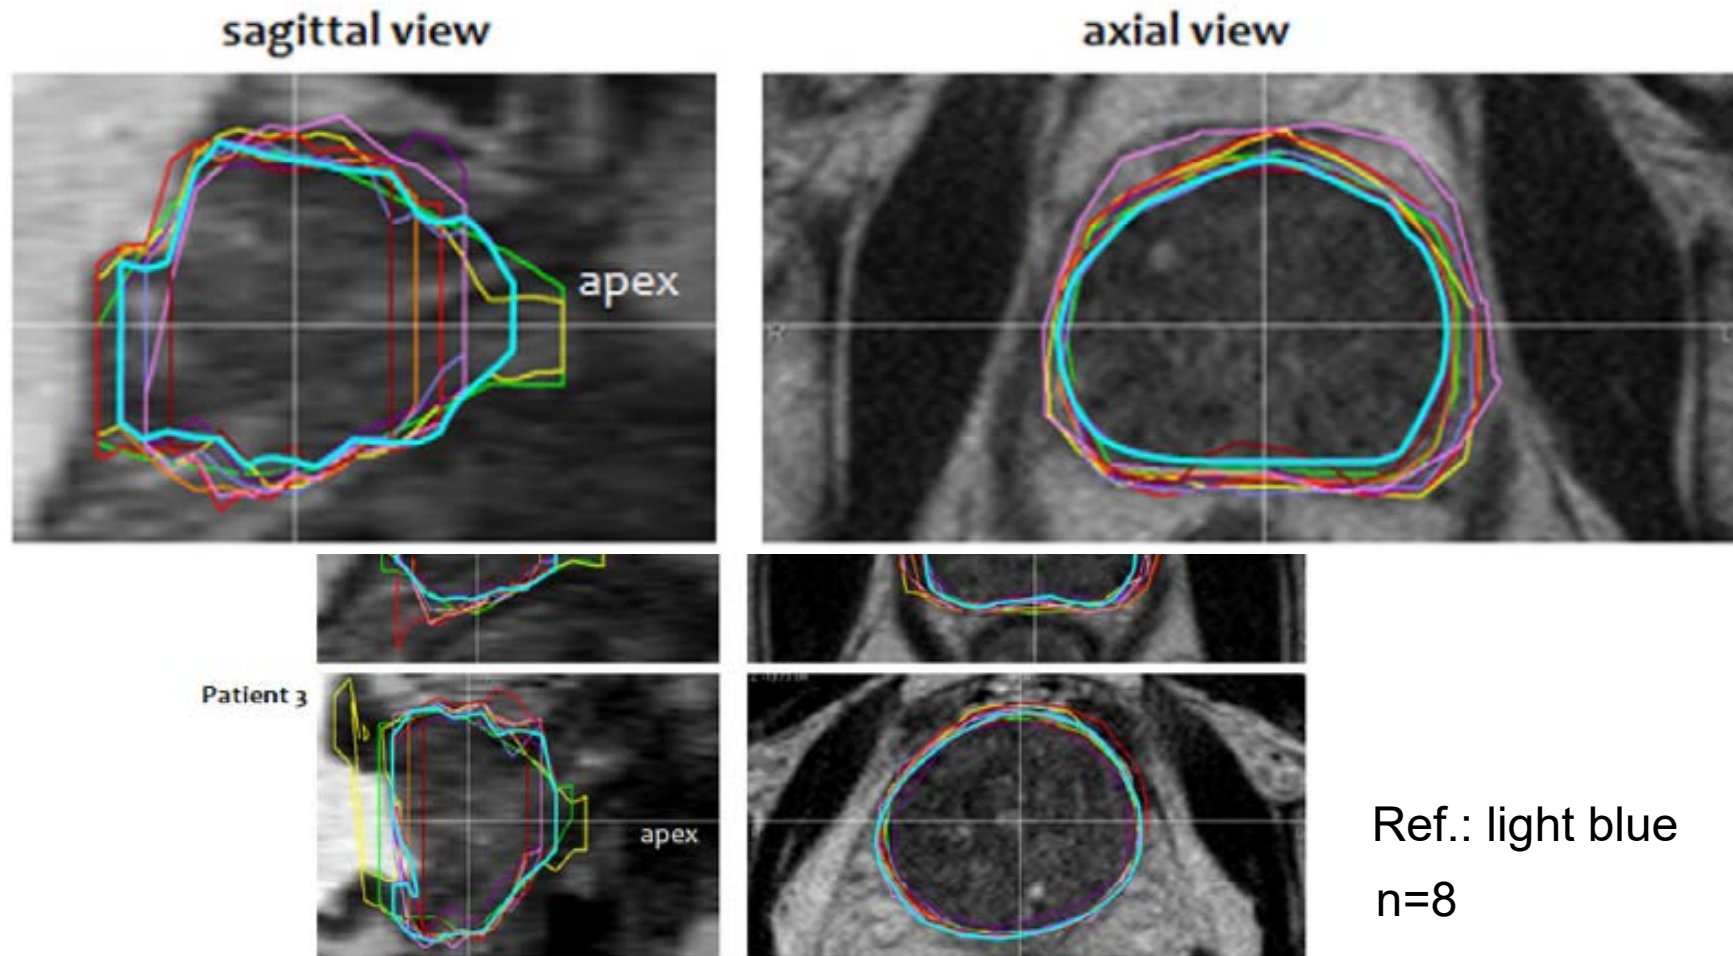 sagittal view
axial view
apex
Patient 3
apex
Ref.: light blue
n=8